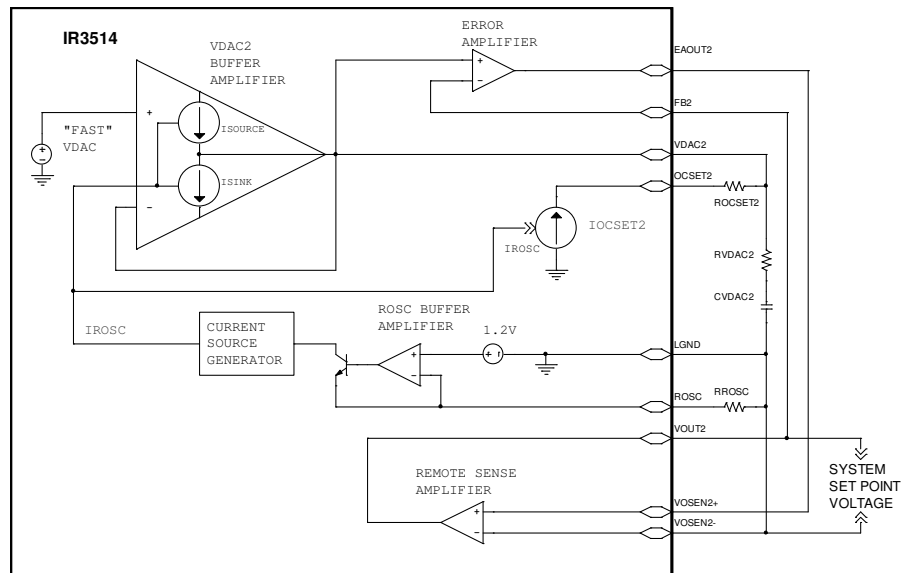 IR3514
VDAC2
BUFFER
AMPLIFIER
ERROR
AMPLIFIER
EAOUT2
FB2
"FAST"
VDAC
ISOURCE
ISINK
VDAC2
OCSET2
ROCSET2
IOCSET2
IROSC
RVDAC2
CVDAC2
IROSC
CURRENT
SOURCE
GENERATOR
ROSC BUFFER
AMPLIFIER
1.2V
LGND
ROSC
RROSC
VOUT2
REMOTE SENSE
AMPLIFIER
VOSEN2+
VOSEN2-
SYSTEM
SET POINT
VOLTAGE